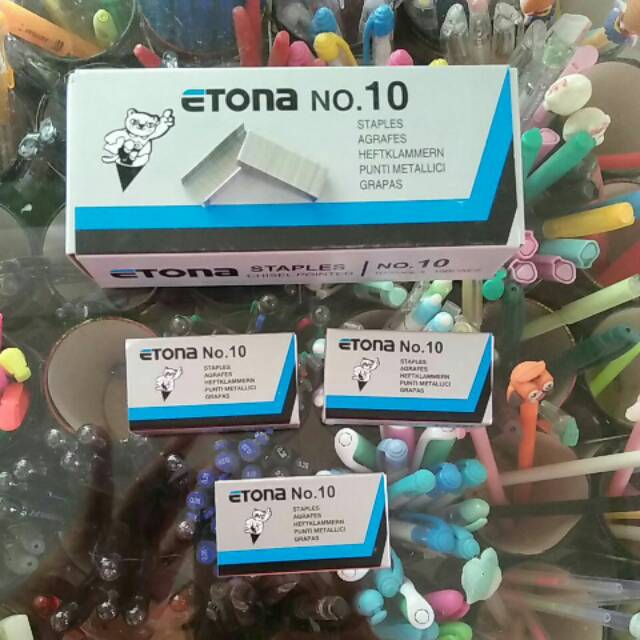 ETONA NO.10
STAPLES
AGRAFES
HEFTKLAMMERN
PUNTI METALLICI
GRAPAS
ETONA STAPLES NO.10
CHISEL POINTED
ETONA No.10
STAPLES
AGRAFES
HEFTKLAMMERN
PUNTI METALLICI
GRAPAS
ETONA No.10
STAPLES
AGRAFES
HEFTKLAMMERN
PUNTI METALLICI
GRAPAS
ETONA No.10
STAPLES
AGRAFES
HEFTKLAMMERN
PUNTI METALLICI
GRAPAS